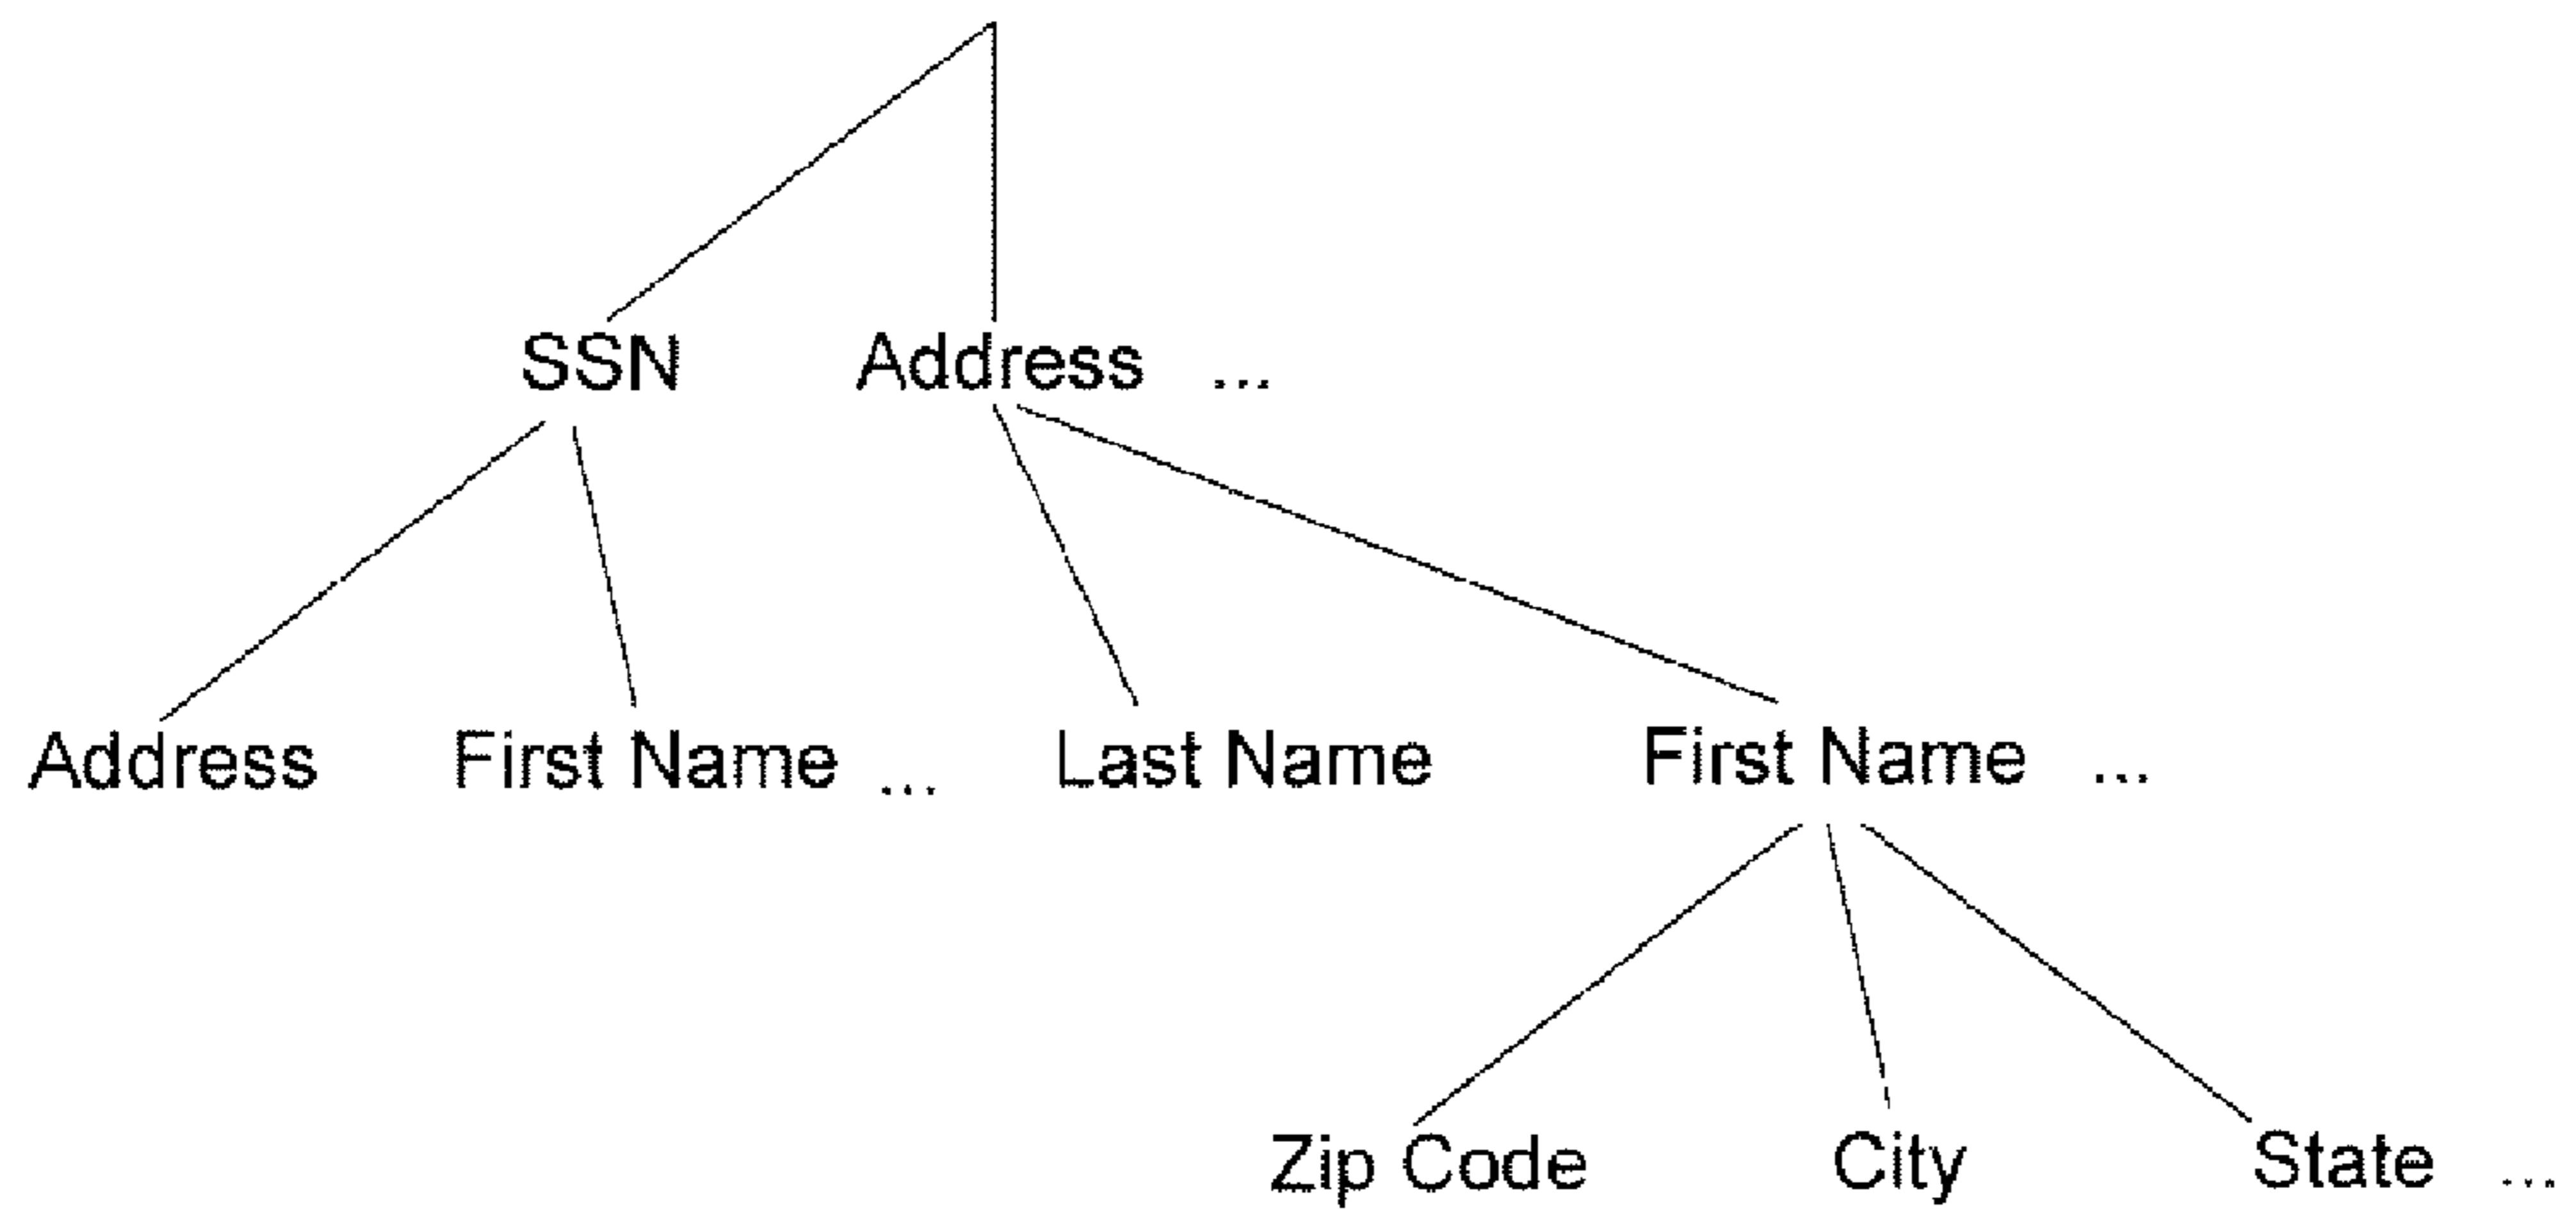 SSN Address ...
Address First Name ... Last Name First Name ...
Zip Code City State ...